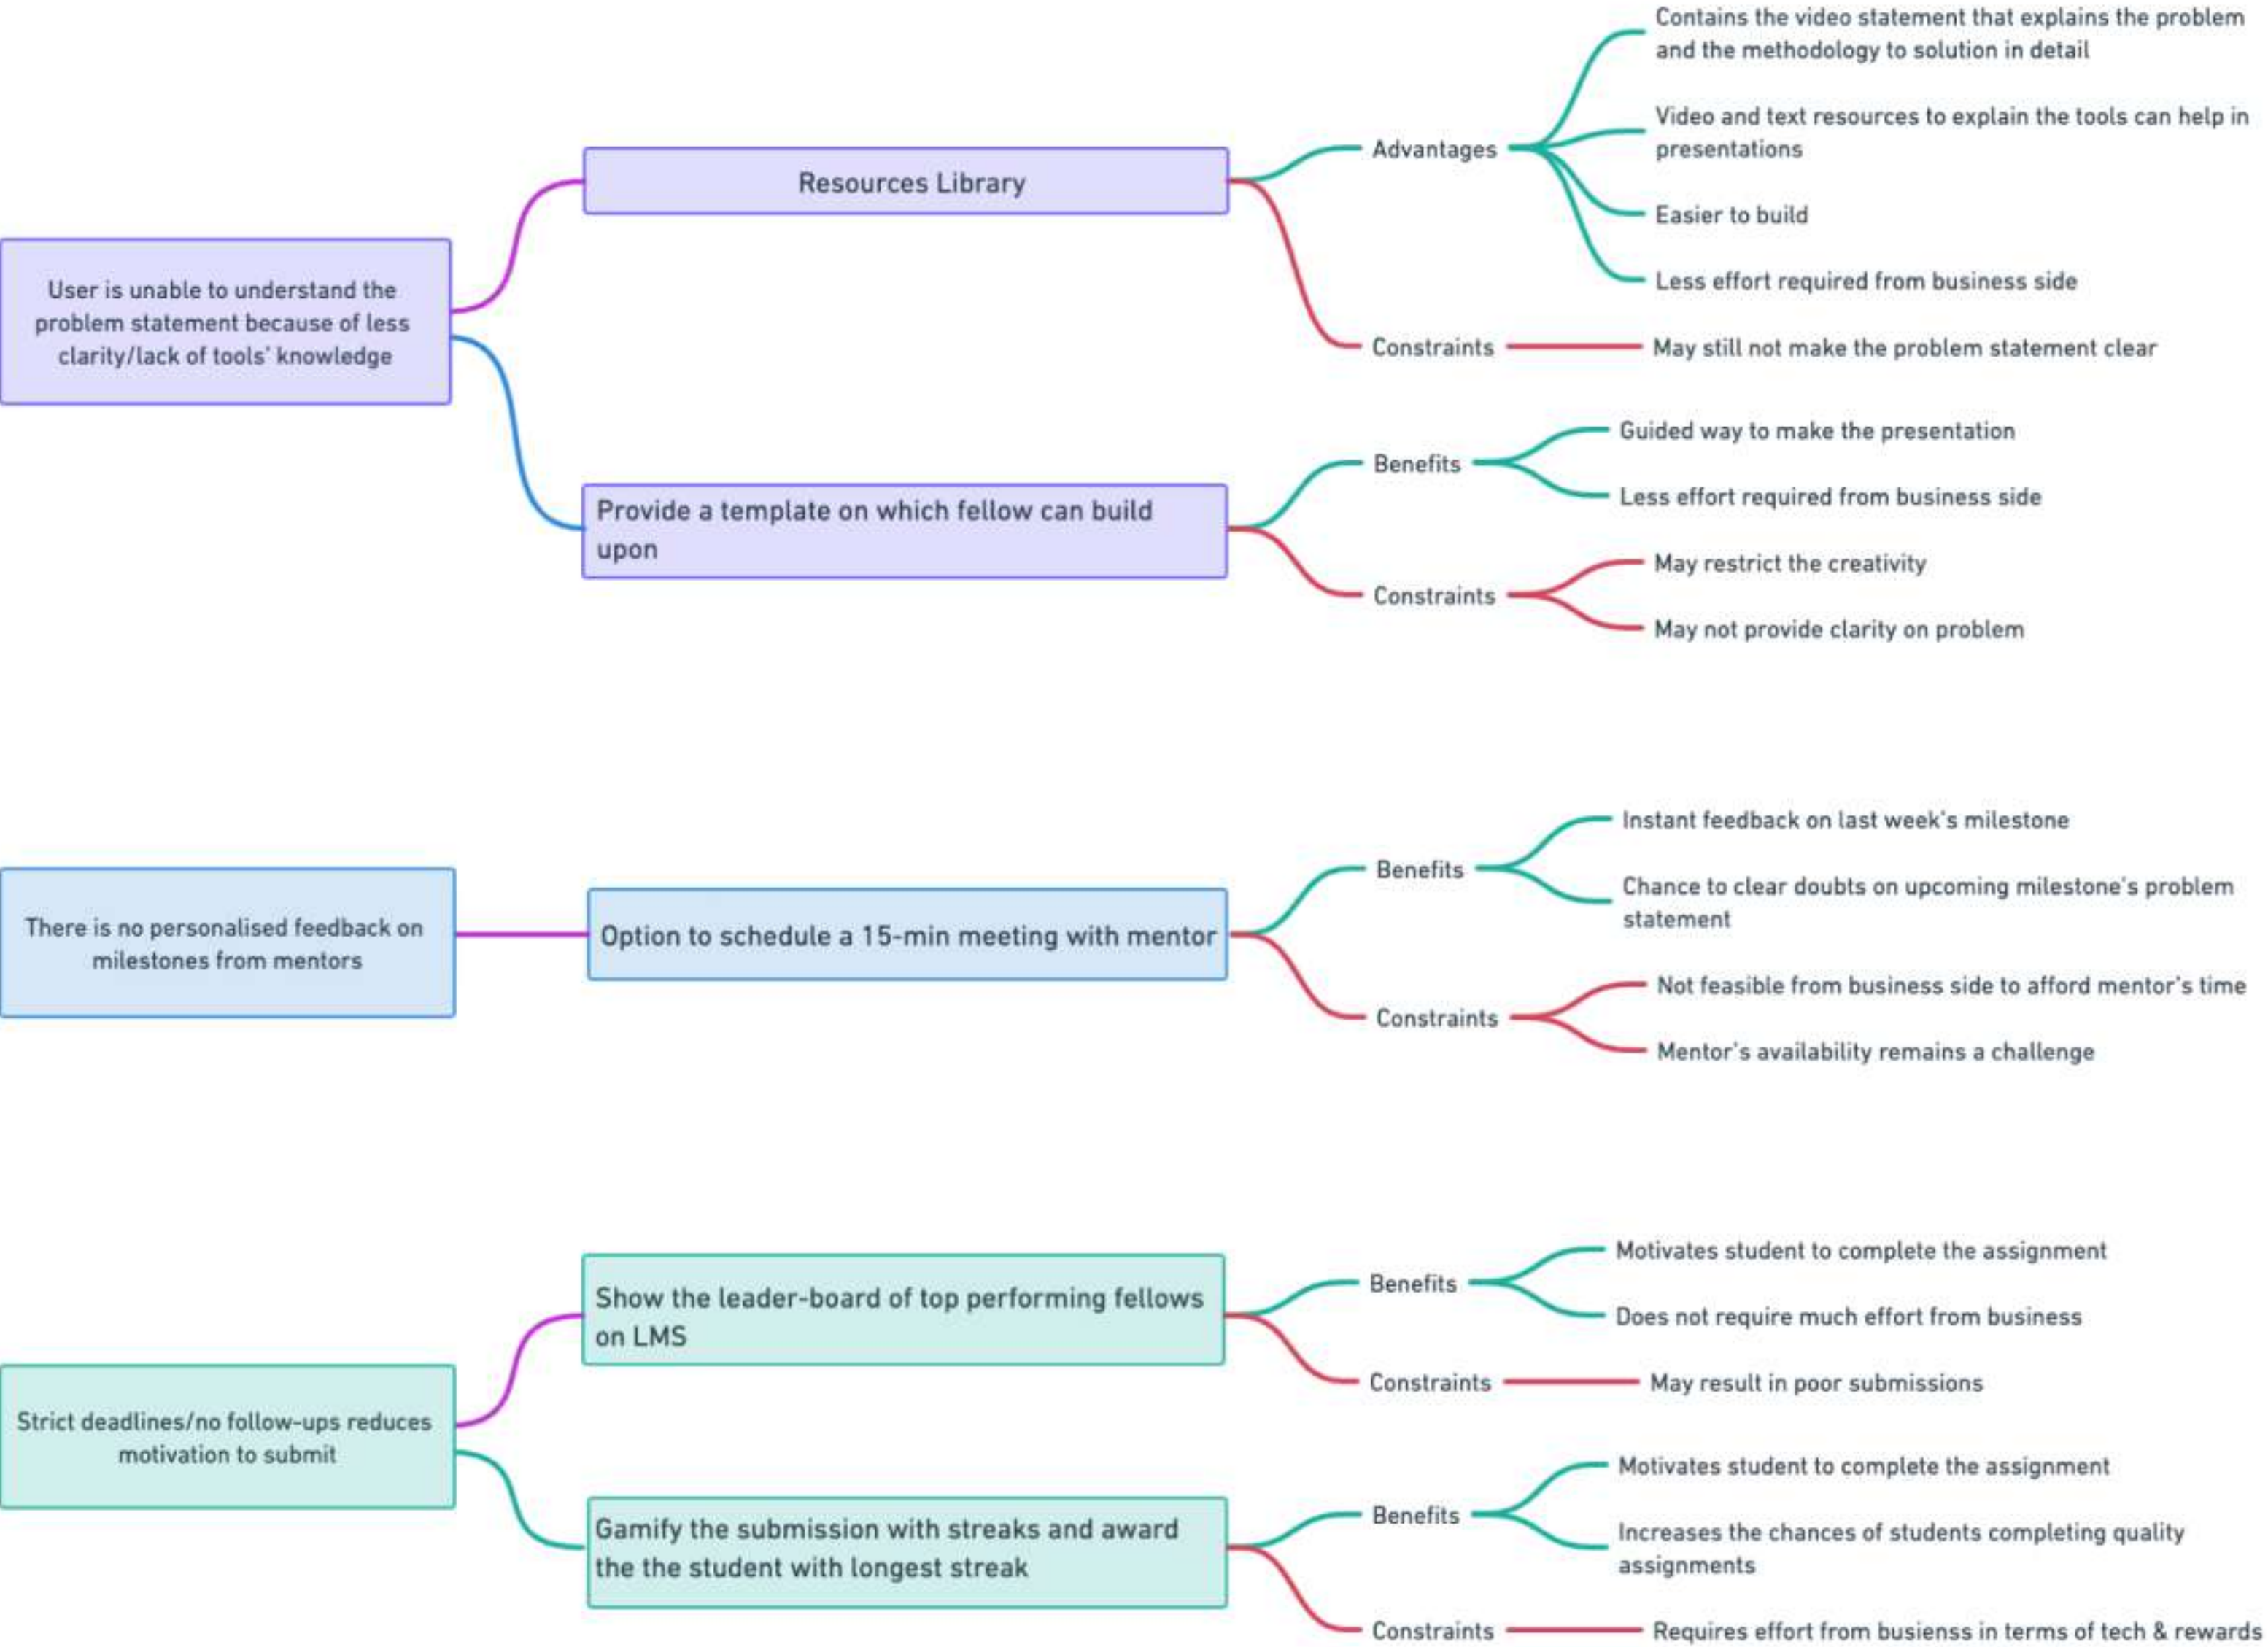 Contains the video statement that explains the problem
and the methodology to solution in detail
Video and text resources to explain the tools can help in
presentations
Advantages
Resources Library
Easier to build
Less effort required from business side
User is unable to understand the
problem statement because of less
clarity/lack of tools' knowledge
Constraints
May still not make the problem statement clear
Guided way to make the presentation
Benefits
Less effort required from business side
Provide a template on which fellow can build
upon
May restrict the creativity
Constraints
May not provide clarity on problem
Instant feedback on last week's milestone
Benefits
Chance to clear doubts on upcoming milestone's problem
statement
There is no personalised feedback on
milestones from mentors
Option to schedule a 15-min meeting with mentor
Not feasible from business side to afford mentor's time
Constraints
Mentor's availability remains a challenge
Motivates student to complete the assignment
Benefits
Does not require much effort from business
Show the leader-board of top performing fellows
on LMS
Constraints
May result in poor submissions
Strict deadlines/no follow-ups reduces
motivation to submit
Motivates student to complete the assignment
Benefits
Increases the chances of students completing quality
assignments
Gamify the submission with streaks and award
the the student with longest streak
Constraints
Requires effort from busienss in terms of tech & rewards